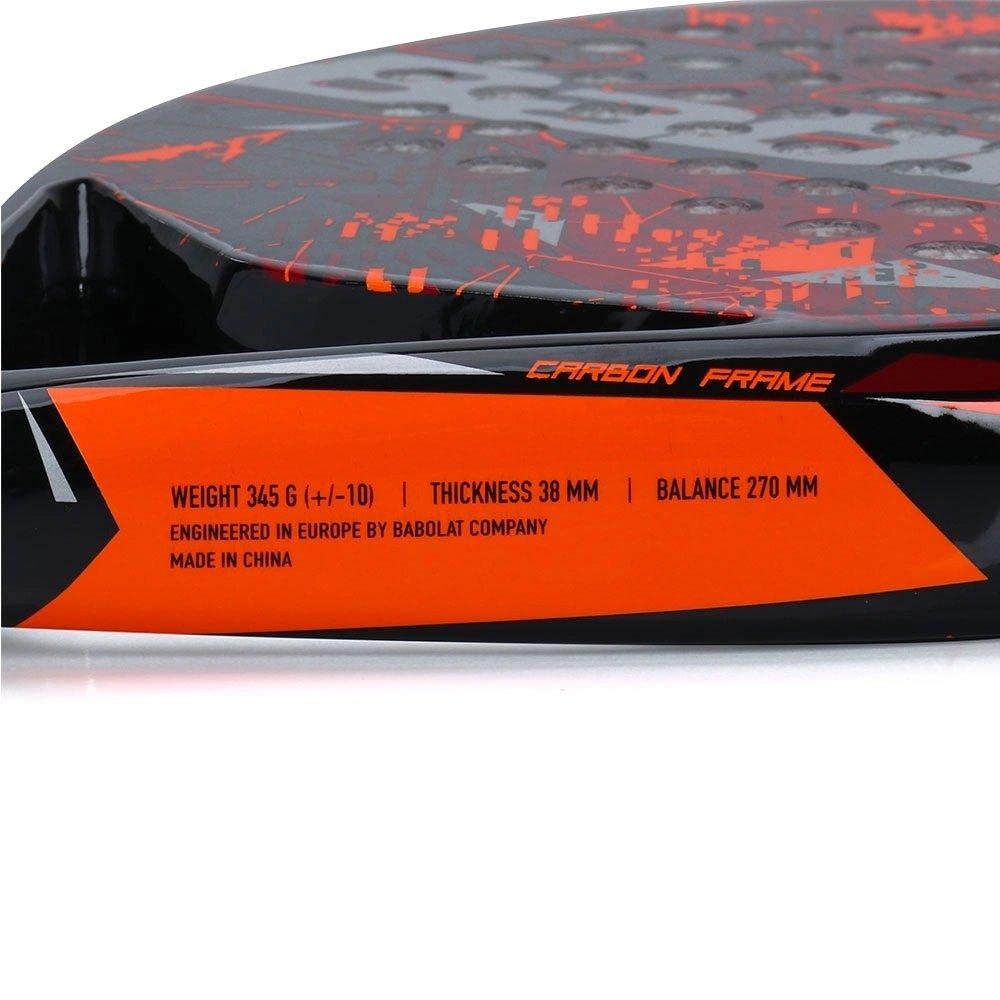 CARBON FRAME
WEIGHT 345 G (+/-10) | THICKNESS 38 MM | BALANCE 270 MM
ENGINEERED IN EUROPE BY BABOLAT COMPANY
MADE IN CHINA